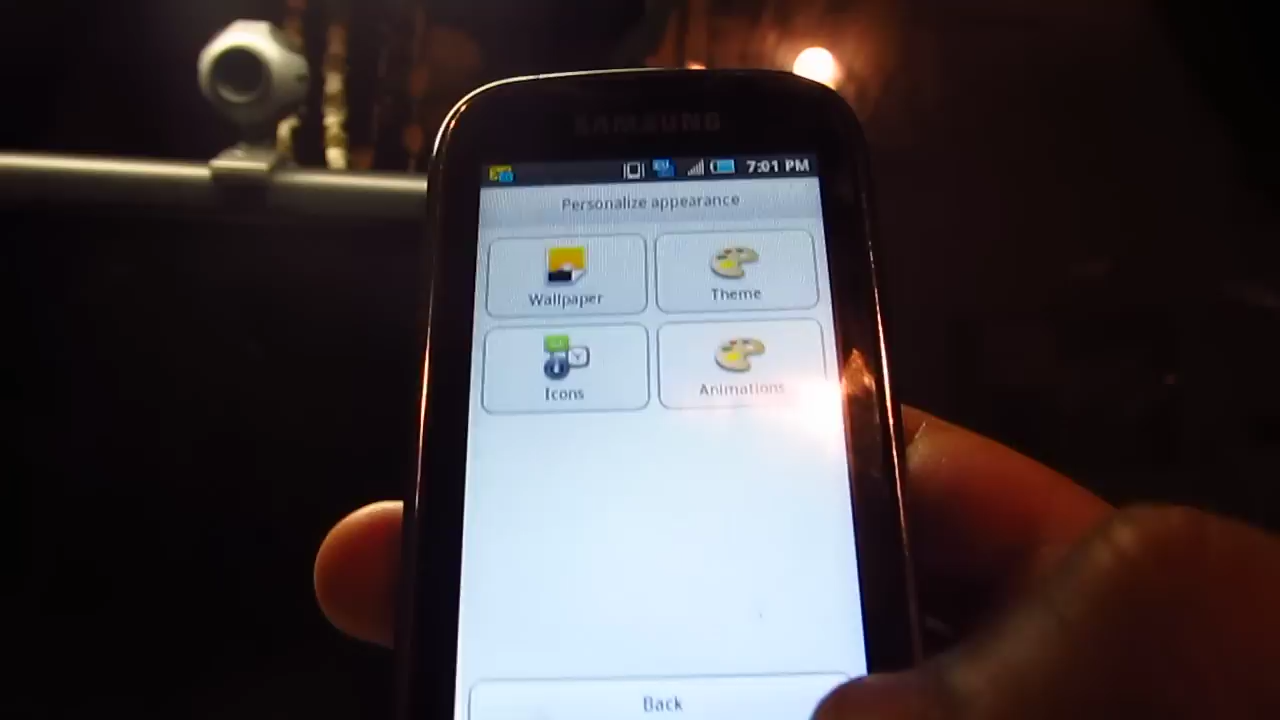 SAMSUNG
7:01 PM
Personalize appearance
Wallpaper
Theme
Icons
Animations
Back